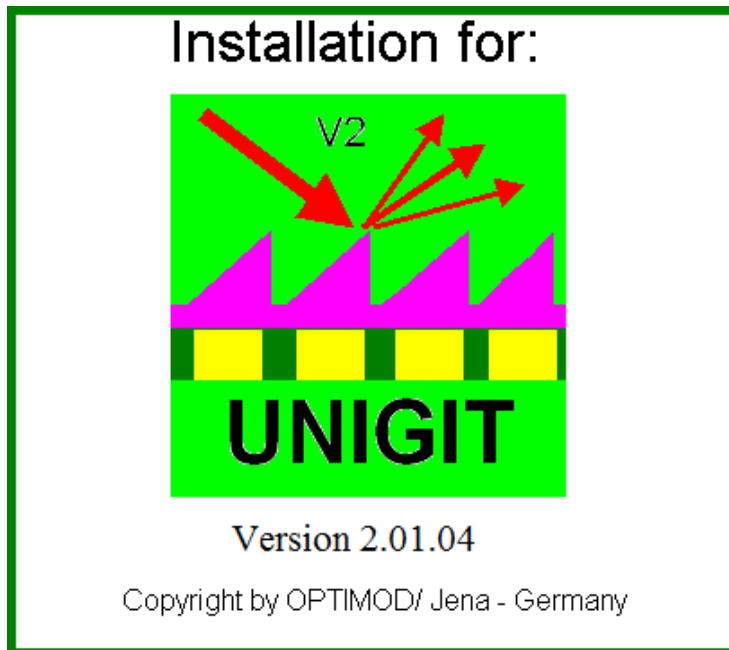 Installation for:
V2
UNIGIT
Version 2.01.04
Copyright by OPTIMOD/ Jena - Germany